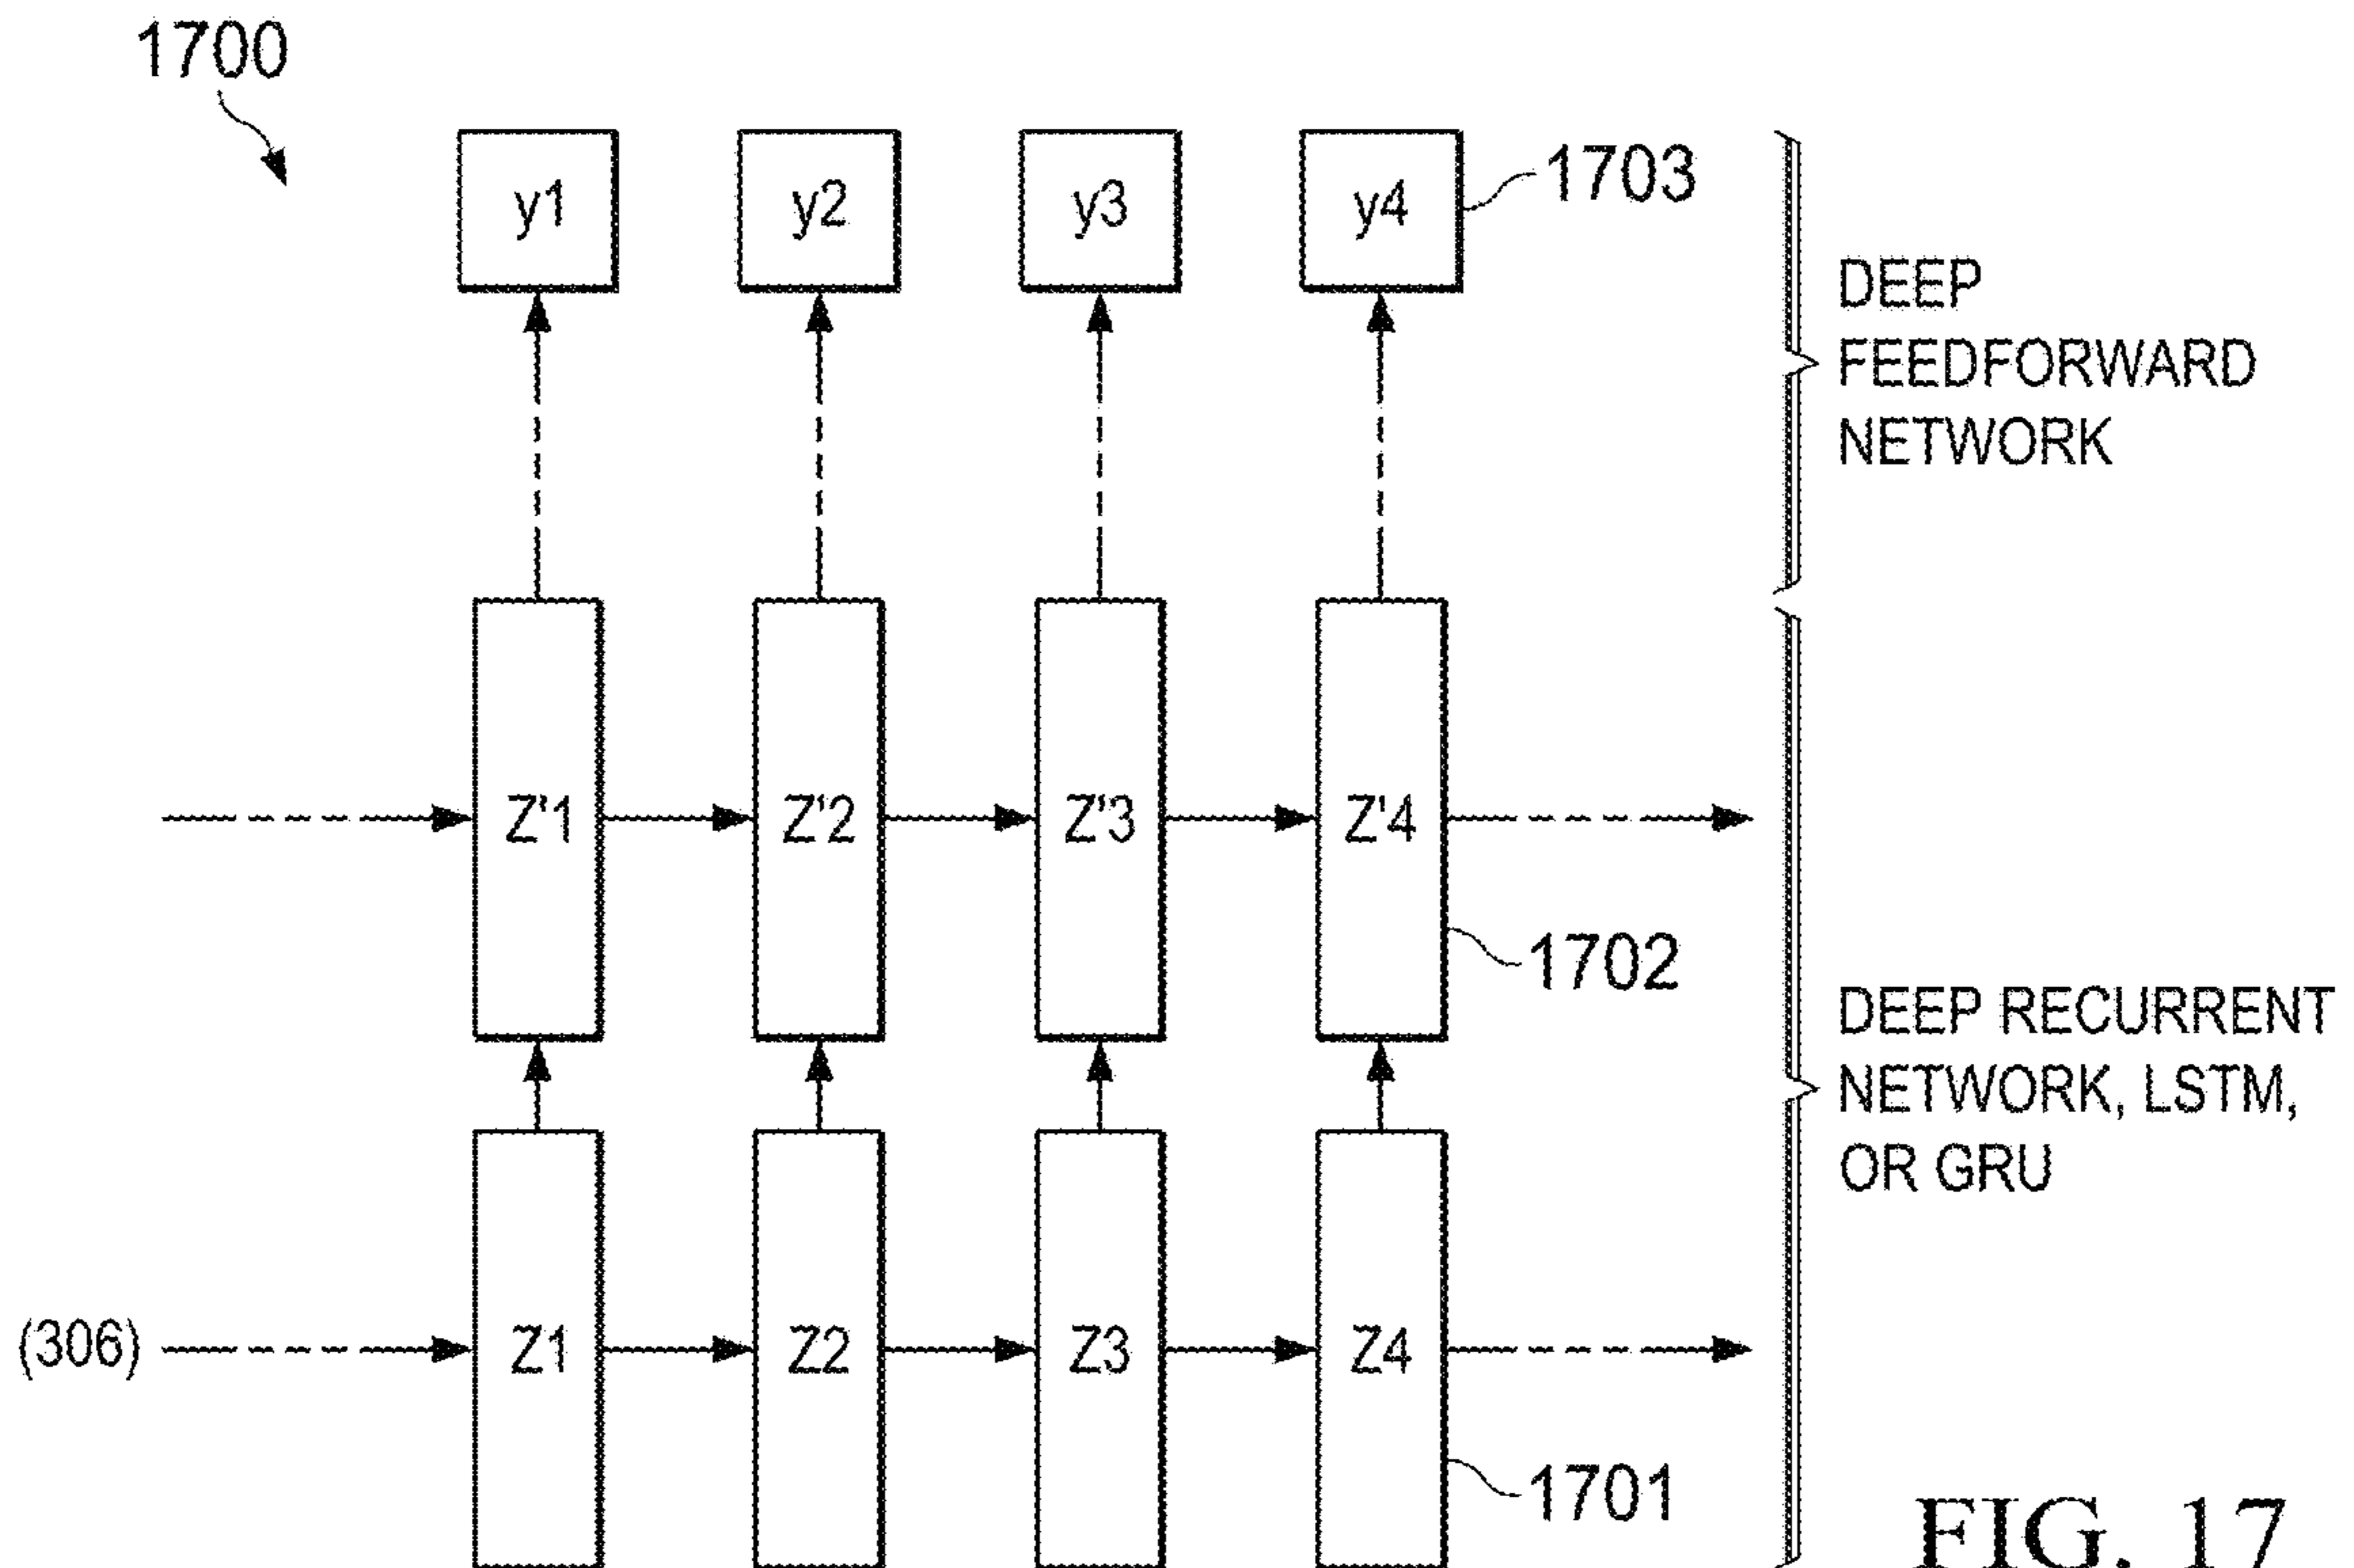 1700
y1 y2 y3 y4 1703
DEEP
FEEDFORWARD
NETWORK
Z'1 Z'2 Z'3 Z'4
1702
DEEP RECURRENT
NETWORK, LSTM,
OR GRU
(306) Z1 Z2 Z3 Z4
1701
FIG. 17